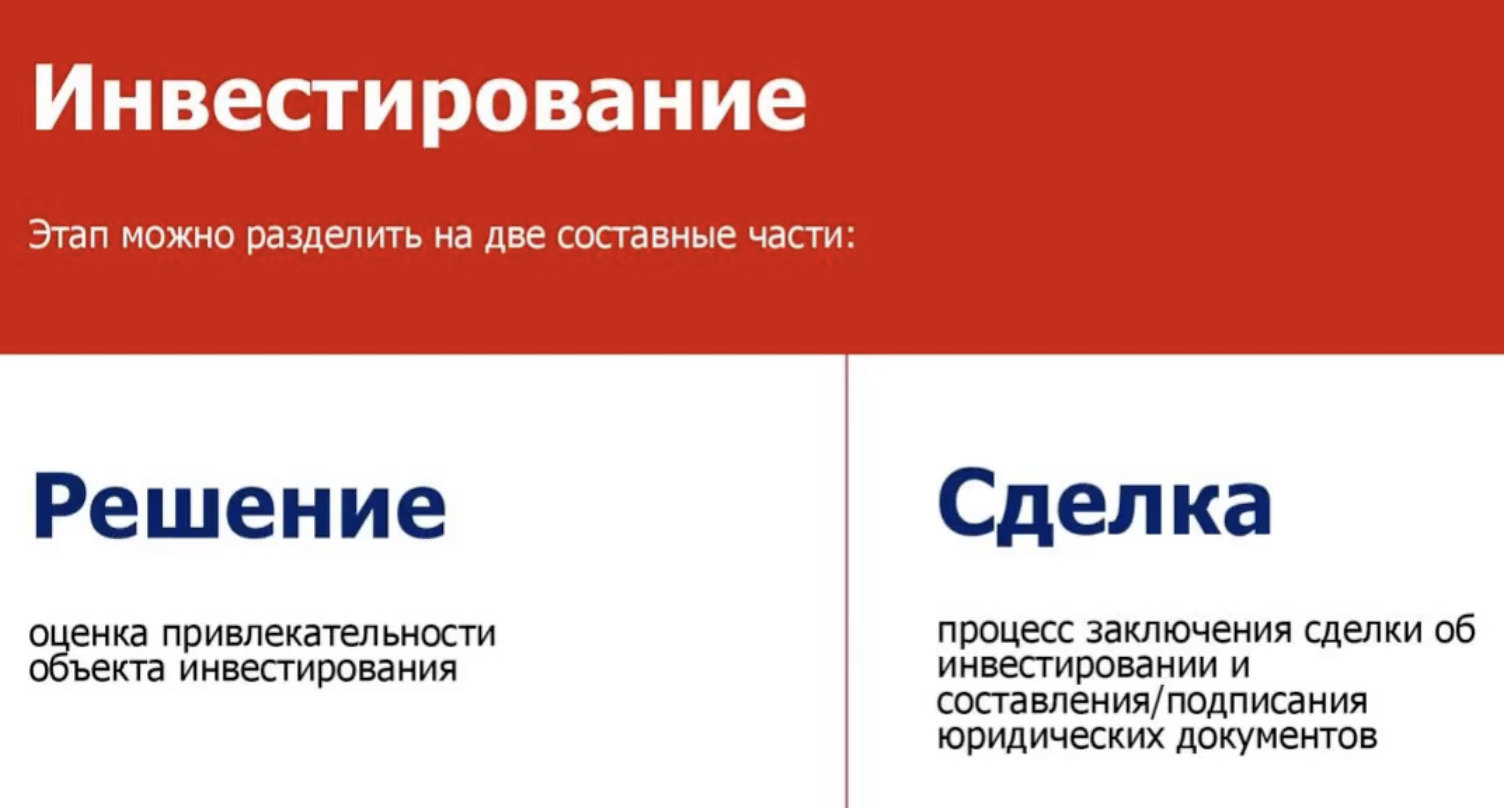 Инвестирование
Этап можно разделить на две составные части:
Решение
оценка привлекательности
объекта инвестирования
Сделка
процесс заключения сделки об
инвестировании и
составления/подписания
юридических документов